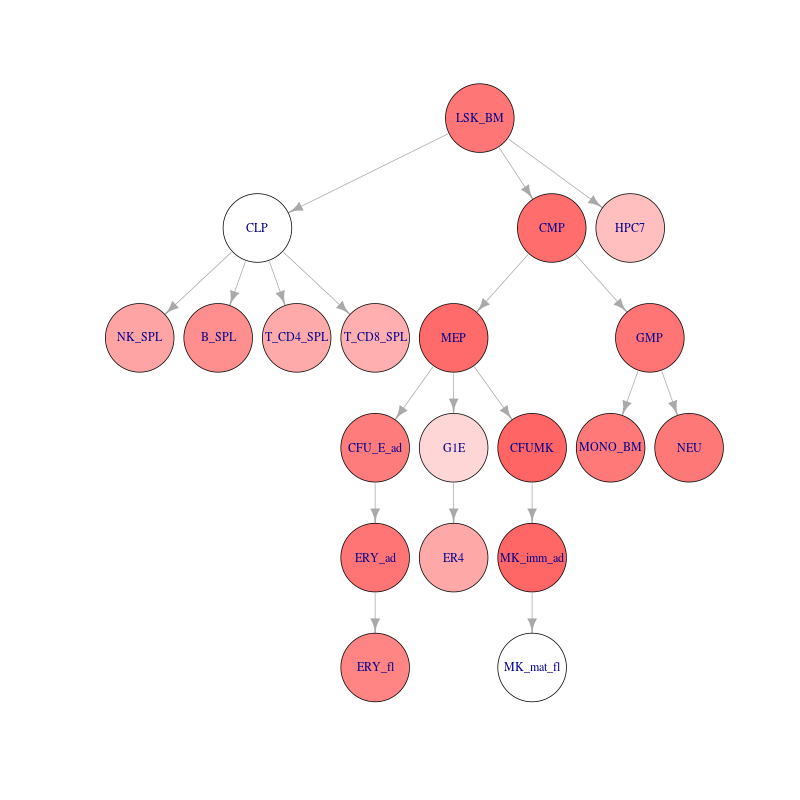 LSK_BM
CLP
CMP
HPC7
NK_SPL
B_SPL
T_CD4_SPL
T_CD8_SPL
MEP
GMP
CFU_E_ad
G1E
CFUMK
MONO_BM
NEU
ERY_ad
ER4
MK_imm_ad
ERY_fl
MK_mat_fl